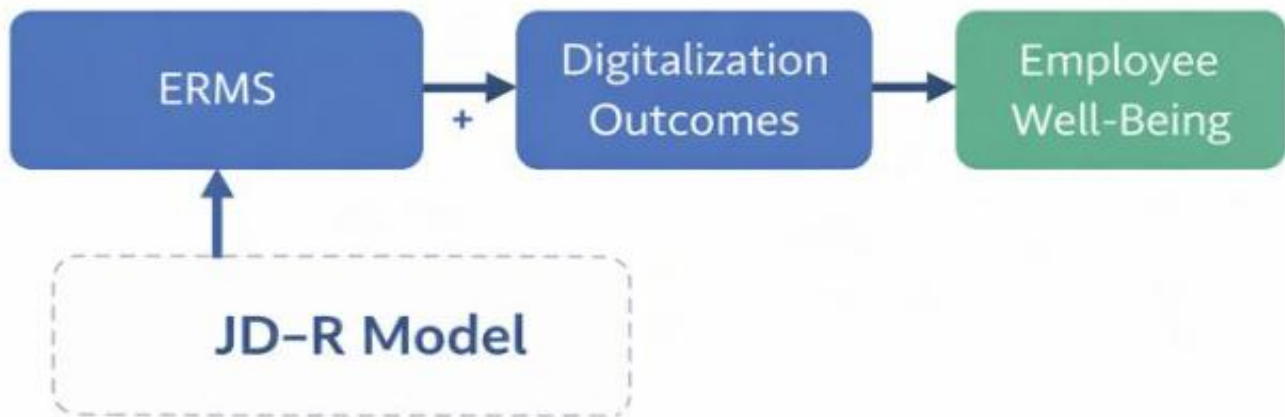 ERMS
+
Digitalization
Outcomes
Employee
Well-Being
JD-R Model